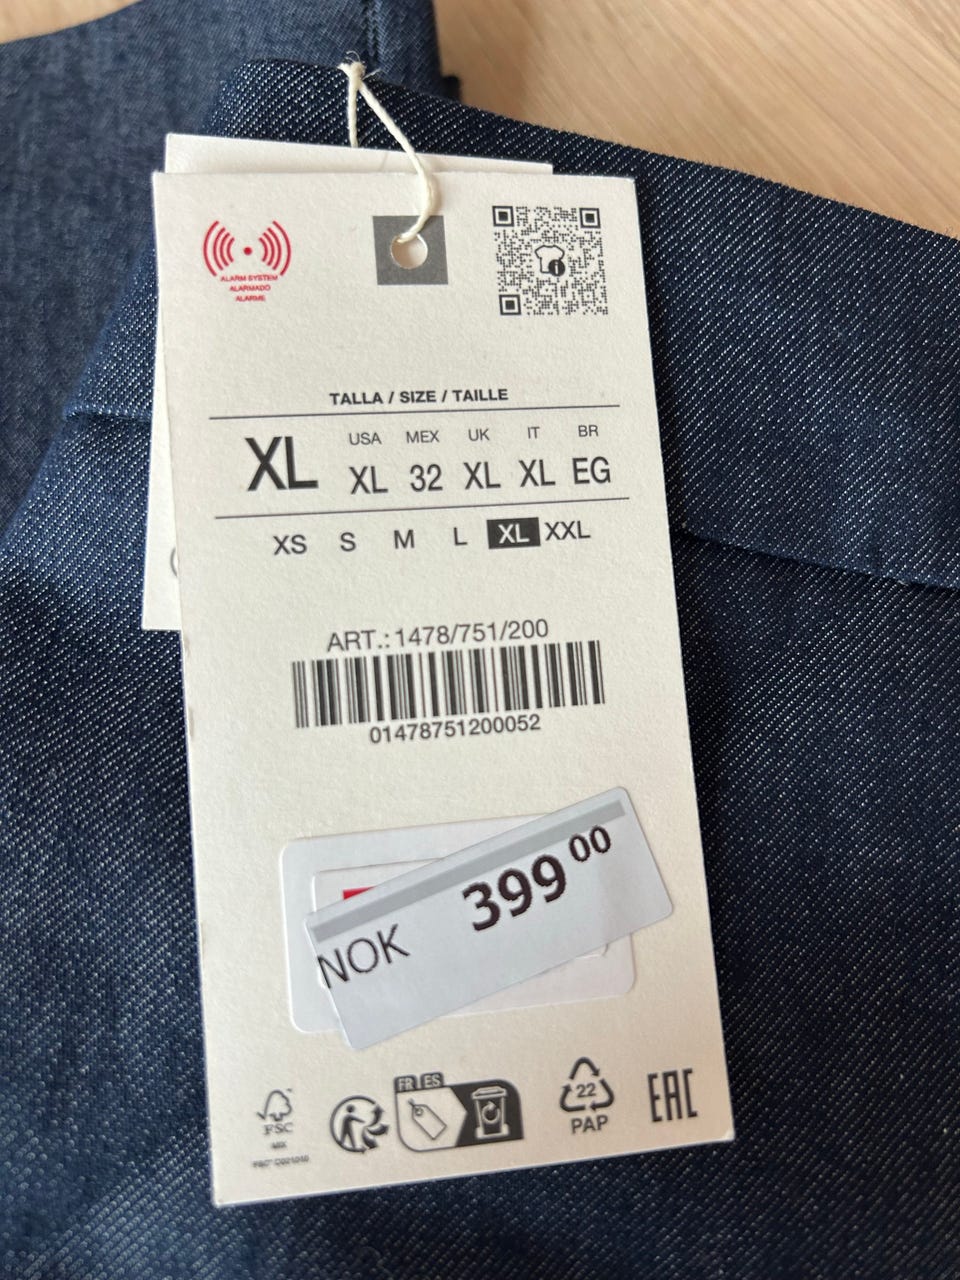 ALARM SYSTEM
ALARMADO
ALARME
TALLA / SIZE / TAILLE
XL
USA MEX UK IT BR
XL 32 XL XL EG
XS S M L XL XXL
ART.: 1478/751/200
01478751200052
399 00
NOK
FR ES
FSC
MIX
22
PAP
EAC